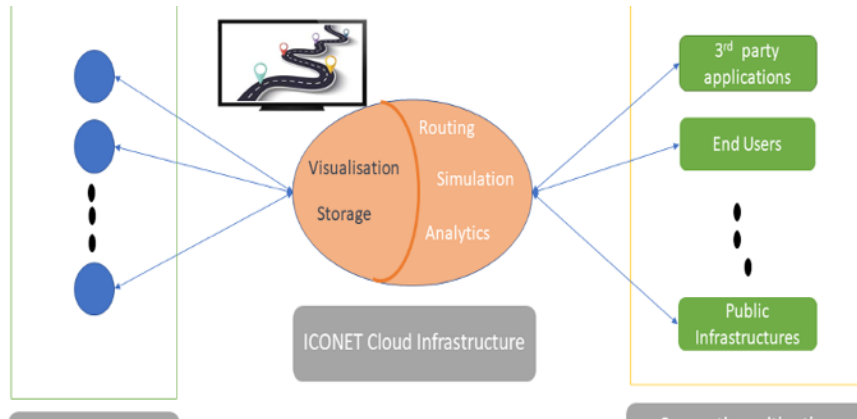 3rd party
applications
Routing
End Users
Visualisation
Simulation
Storage
Analytics
Public
Infrastructures
ICONET Cloud Infrastructure